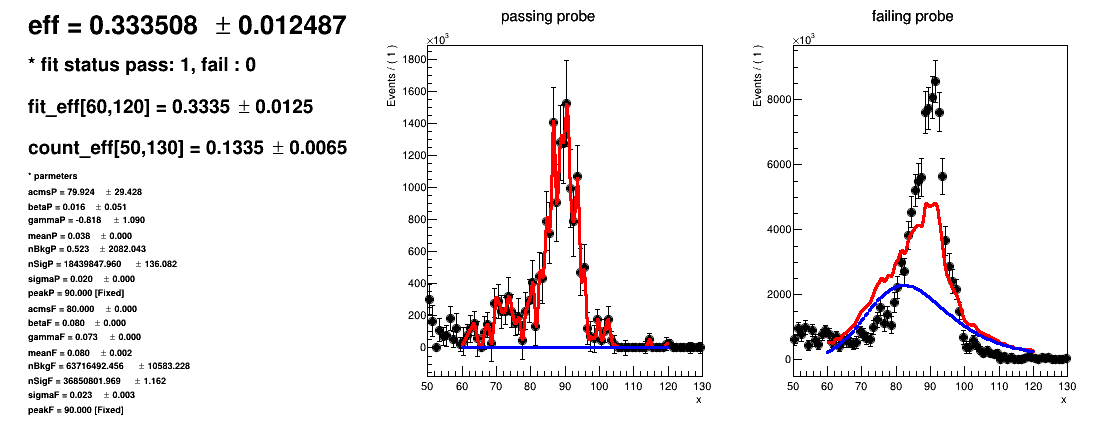 eff = 0.333508 ± 0.012487
* fit status pass: 1, fail : 0
fit_eff[60,120] = 0.3335 ± 0.0125
count_eff[50,130] = 0.1335 ± 0.0065
* parmeters
acmsP = 79.924 ± 29.428
betaP = 0.016 ± 0.051
gammaP = -0.818 ± 1.090
meanP = 0.038 ± 0.000
nBkgP = 0.523 ± 2082.043
nSigP = 18439847.960 ± 136.082
sigmaP = 0.020 ± 0.000
peakP = 90.000 [Fixed]
acmsF = 80.000 ± 0.000
betaF = 0.080 ± 0.000
gammaF = 0.073 ± 0.000
meanF = 0.080 ± 0.002
nBkgF = 63716492.456 ± 10583.228
nSigF = 36850801.969 ± 1.162
sigmaF = 0.023 ± 0.003
peakF = 90.000 [Fixed]
passing probe
×10³
Events / ( 1 )
1800
1600
1400
1200
1000
800
600
400
200
0
50 60 70 80 90 100 110 120 130
x
failing probe
×10³
Events / ( 1 )
8000
6000
4000
2000
0
50 60 70 80 90 100 110 120 130
x